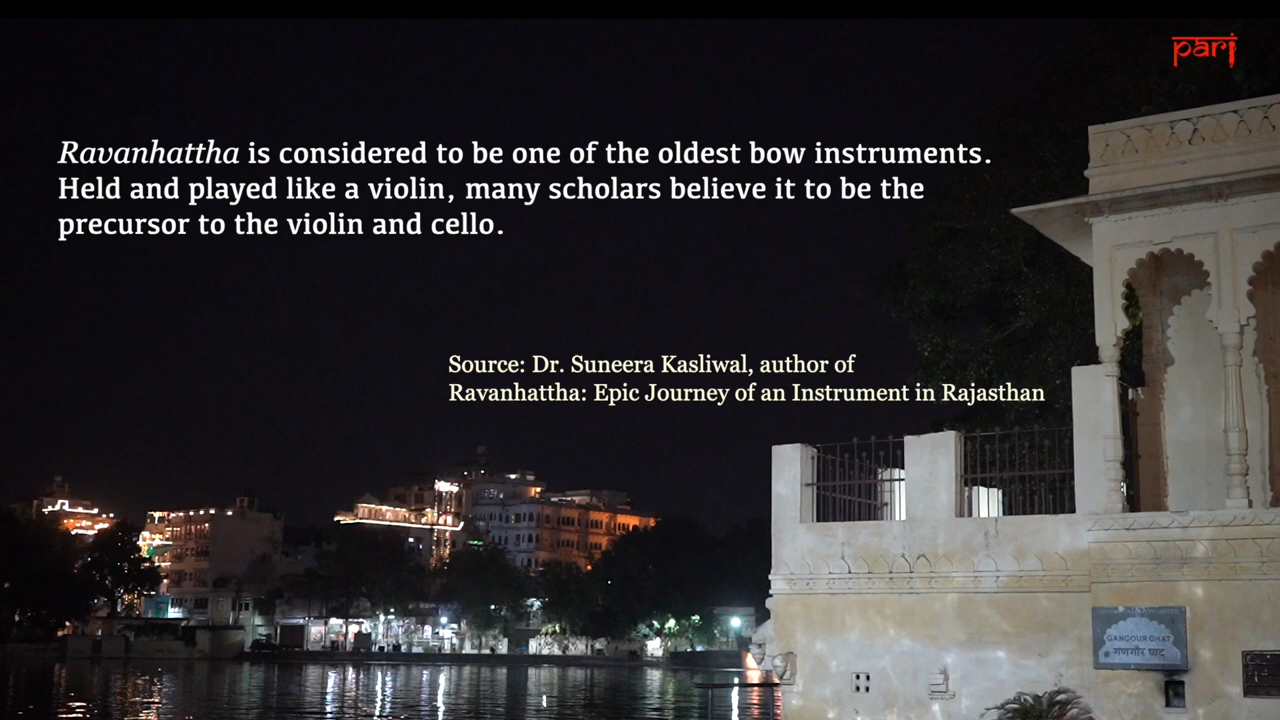 pari
Ravanhattha is considered to be one of the oldest bow instruments.
Held and played like a violin, many scholars believe it to be the
precursor to the violin and cello.
Source: Dr. Suneera Kasliwal, author of
Ravanhattha: Epic Journey of an Instrument in Rajasthan
GANGOUR GHAT
गणगौर घाट